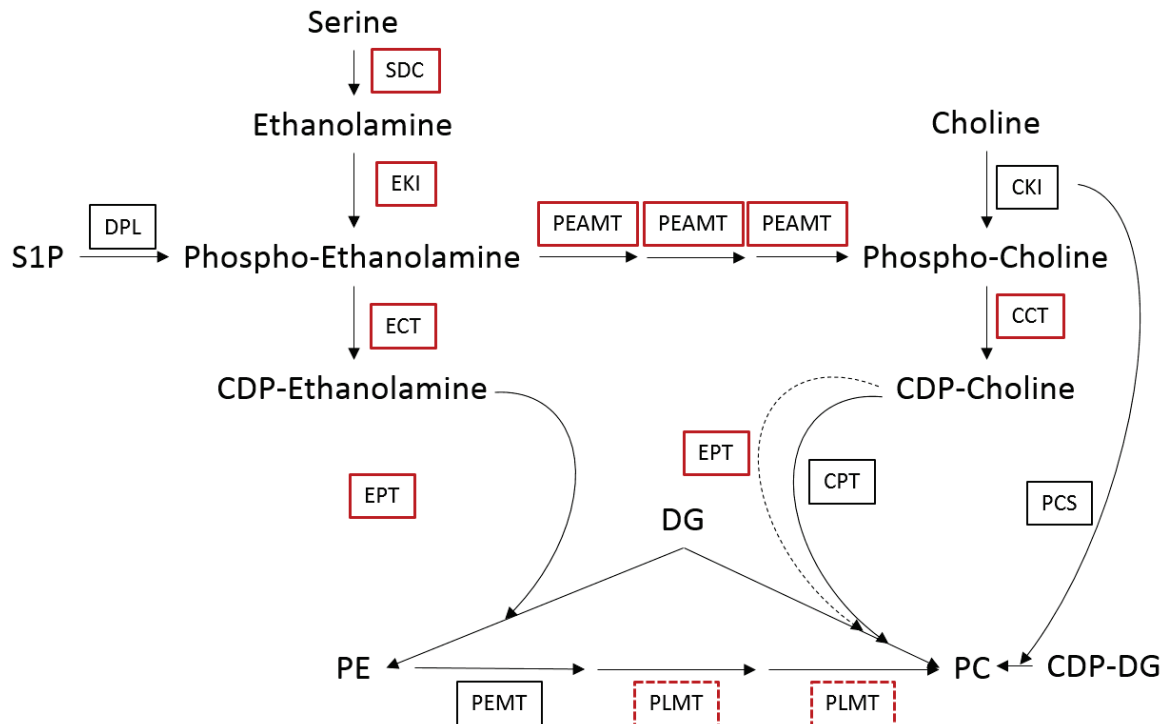 Serine
SDC
Ethanolamine
Choline
EKI
CKI
DPL
PEAMT
PEAMT
PEAMT
S1P
Phospho-Ethanolamine
Phospho-Choline
ECT
CCT
CDP-Ethanolamine
CDP-Choline
EPT
EPT
CPT
PCS
DG
PE
PC
CDP-DG
PEMT
PLMT
PLMT